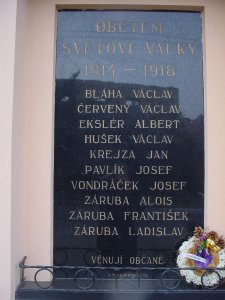 OBĚTEM
SVĚTOVÉ VÁLKY
1914 – 1918
BLÁHA VÁCLAV
ČERVENÝ VÁCLAV
EKSLÉR ALBERT
HUŠEK VÁCLAV
KREJZA JAN
PAVLÍK JOSEF
VONDRÁČEK JOSEF
ZÁRUBA ALOIS
ZÁRUBA FRANTIŠEK
ZÁRUBA LADISLAV
VĚNUJÍ OBČANÉ